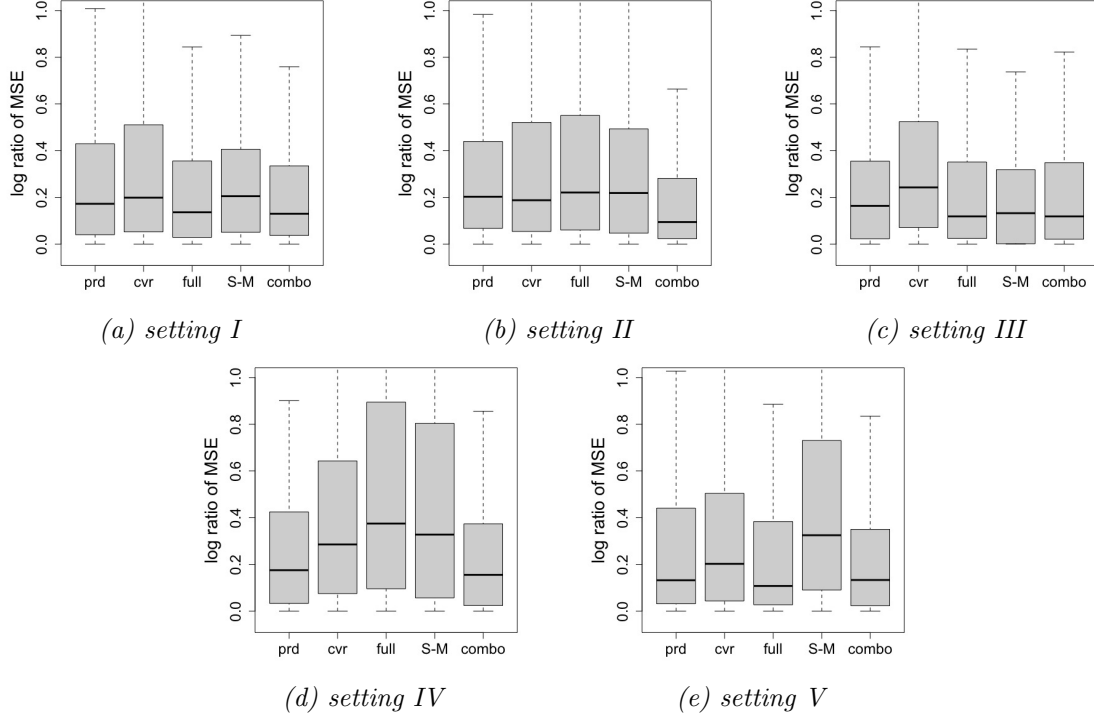 log ratio of MSE
1.0
0.8
0.6
0.4
0.2
0.0
prd cvr full S-M combo
(a) setting I
log ratio of MSE
1.0
0.8
0.6
0.4
0.2
0.0
prd cvr full S-M combo
(b) setting II
log ratio of MSE
1.0
0.8
0.6
0.4
0.2
0.0
prd cvr full S-M combo
(c) setting III
log ratio of MSE
1.0
0.8
0.6
0.4
0.2
0.0
prd cvr full S-M combo
(d) setting IV
log ratio of MSE
1.0
0.8
0.6
0.4
0.2
0.0
prd cvr full S-M combo
(e) setting V